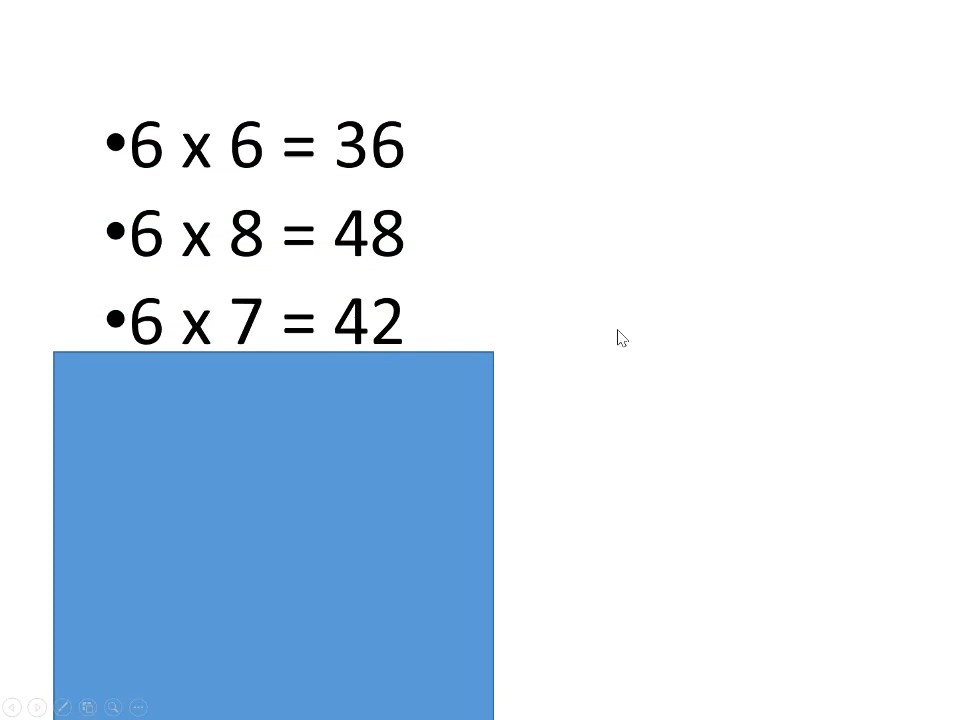 •6 x 6 = 36
•6 x 8 = 48
•6 x 7 = 42